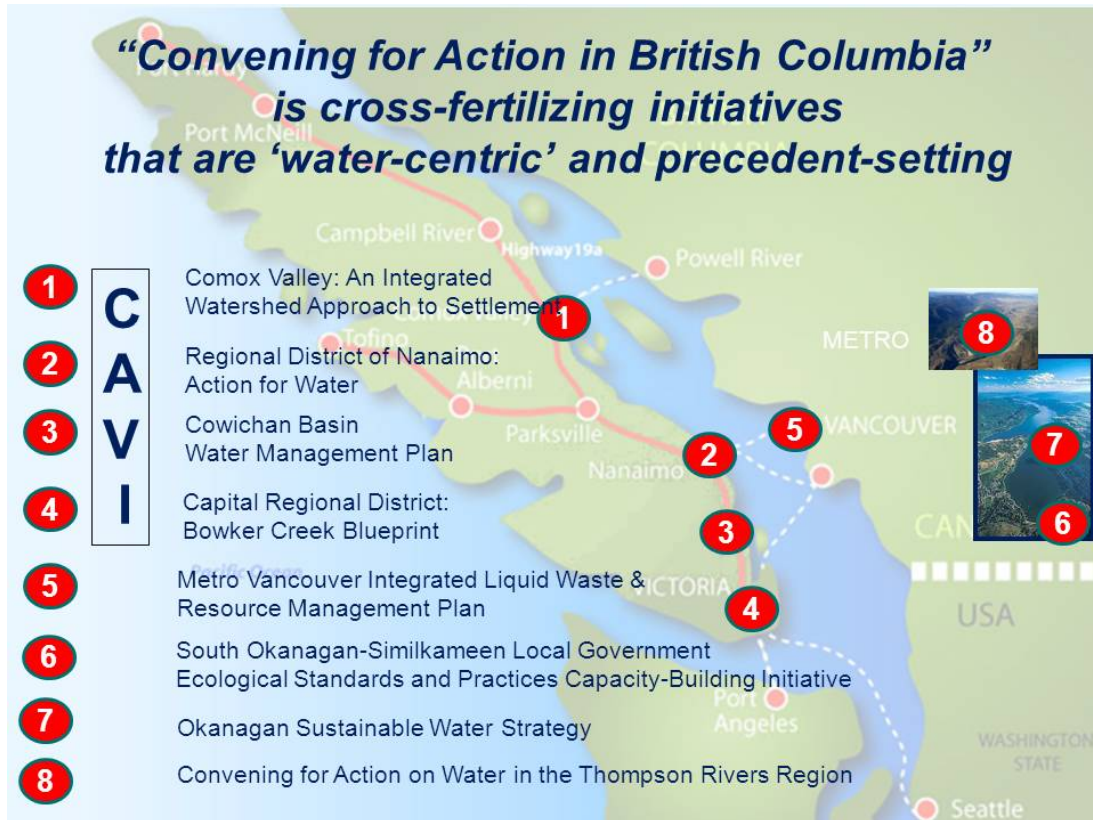 “Convening for Action in British Columbia”
is cross-fertilizing initiatives
that are ‘water-centric’ and precedent-setting
Port Hardy
Port McNeill
COLUMBIA
Campbell River
Highway19a
Powell River
1
C
A
V
I
Comox Valley: An Integrated
Watershed Approach to Settlement
1
Comox Valley
METRO
8
2
Regional District of Nanaimo:
Action for Water
Tofino
Port
Alberni
Parksville
Nanaimo
2
5
VANCOUVER
7
3
Cowichan Basin
Water Management Plan
3
6
CAN
4
Capital Regional District:
Bowker Creek Blueprint
Pacific Ocean
VICTORIA
4
USA
5
Metro Vancouver Integrated Liquid Waste &
Resource Management Plan
6
South Okanagan-Similkameen Local Government
Ecological Standards and Practices Capacity-Building Initiative
Port
Angeles
7
Okanagan Sustainable Water Strategy
WASHINGTON
STATE
8
Convening for Action on Water in the Thompson Rivers Region
Seattle